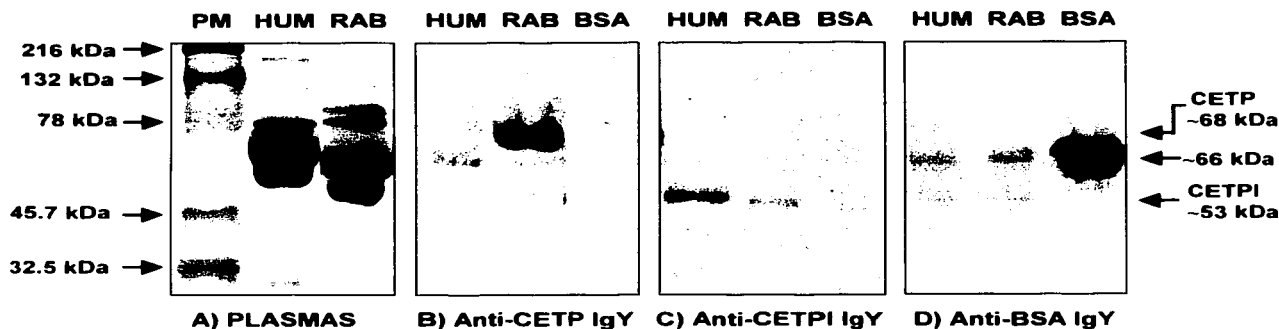 PM HUM RAB HUM RAB BSA HUM RAB BSA HUM RAB BSA
216 kDa
132 kDa
78 kDa
45.7 kDa
32.5 kDa
CETP
~68 kDa
~66 kDa
CETPI
~53 kDa
A) PLASMAS B) Anti-CETP IgY C) Anti-CETPI IgY D) Anti-BSA IgY